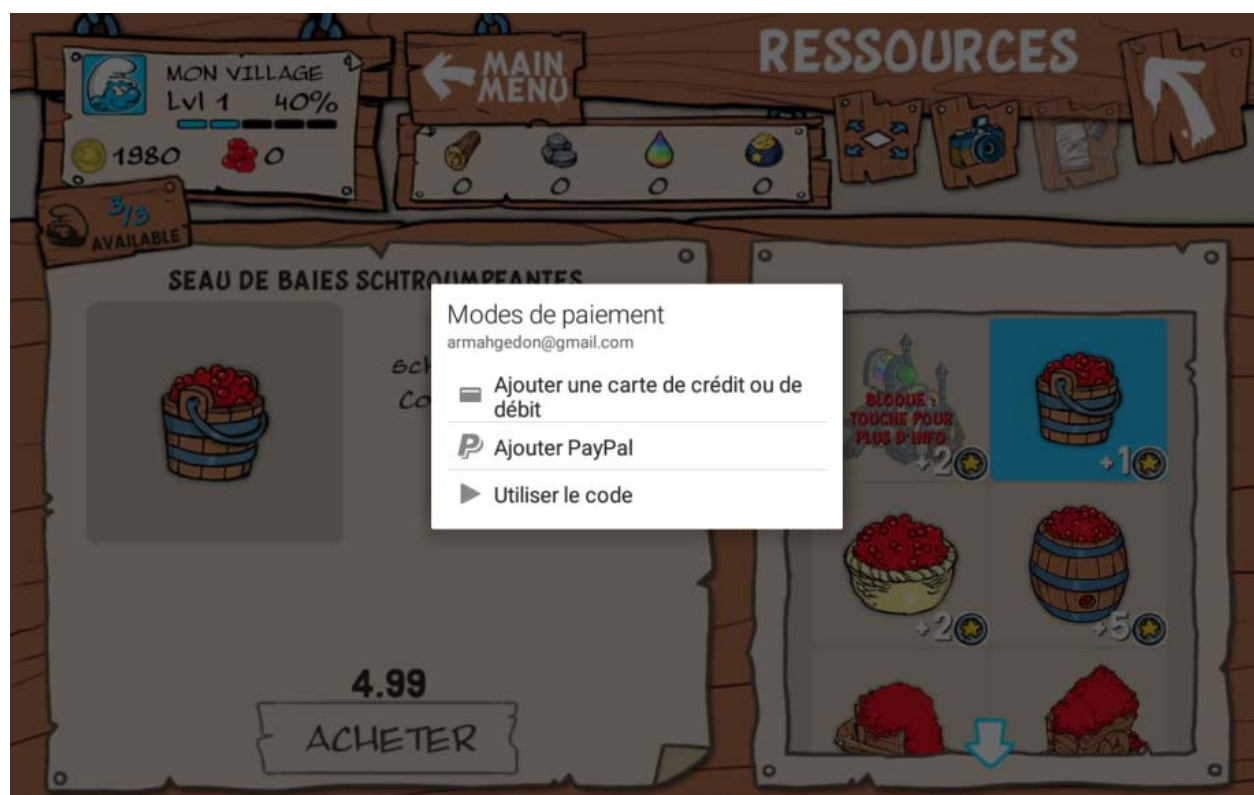 MON VILLAGE
Lvl 1 40%
1980 0
3/3
AVAILABLE
MAIN
MENU
0 0 0 0
RESSOURCES
SEAU DE BAIES SCHTROUMPFANTES
Modes de paiement
armahgedon@gmail.com
Ajouter une carte de crédit ou de
débit
Ajouter PayPal
Utiliser le code
4.99
ACHETER
BLOQUE :
TOUCHE POUR
PLUS D'INFO
+2 +1
+2 +5